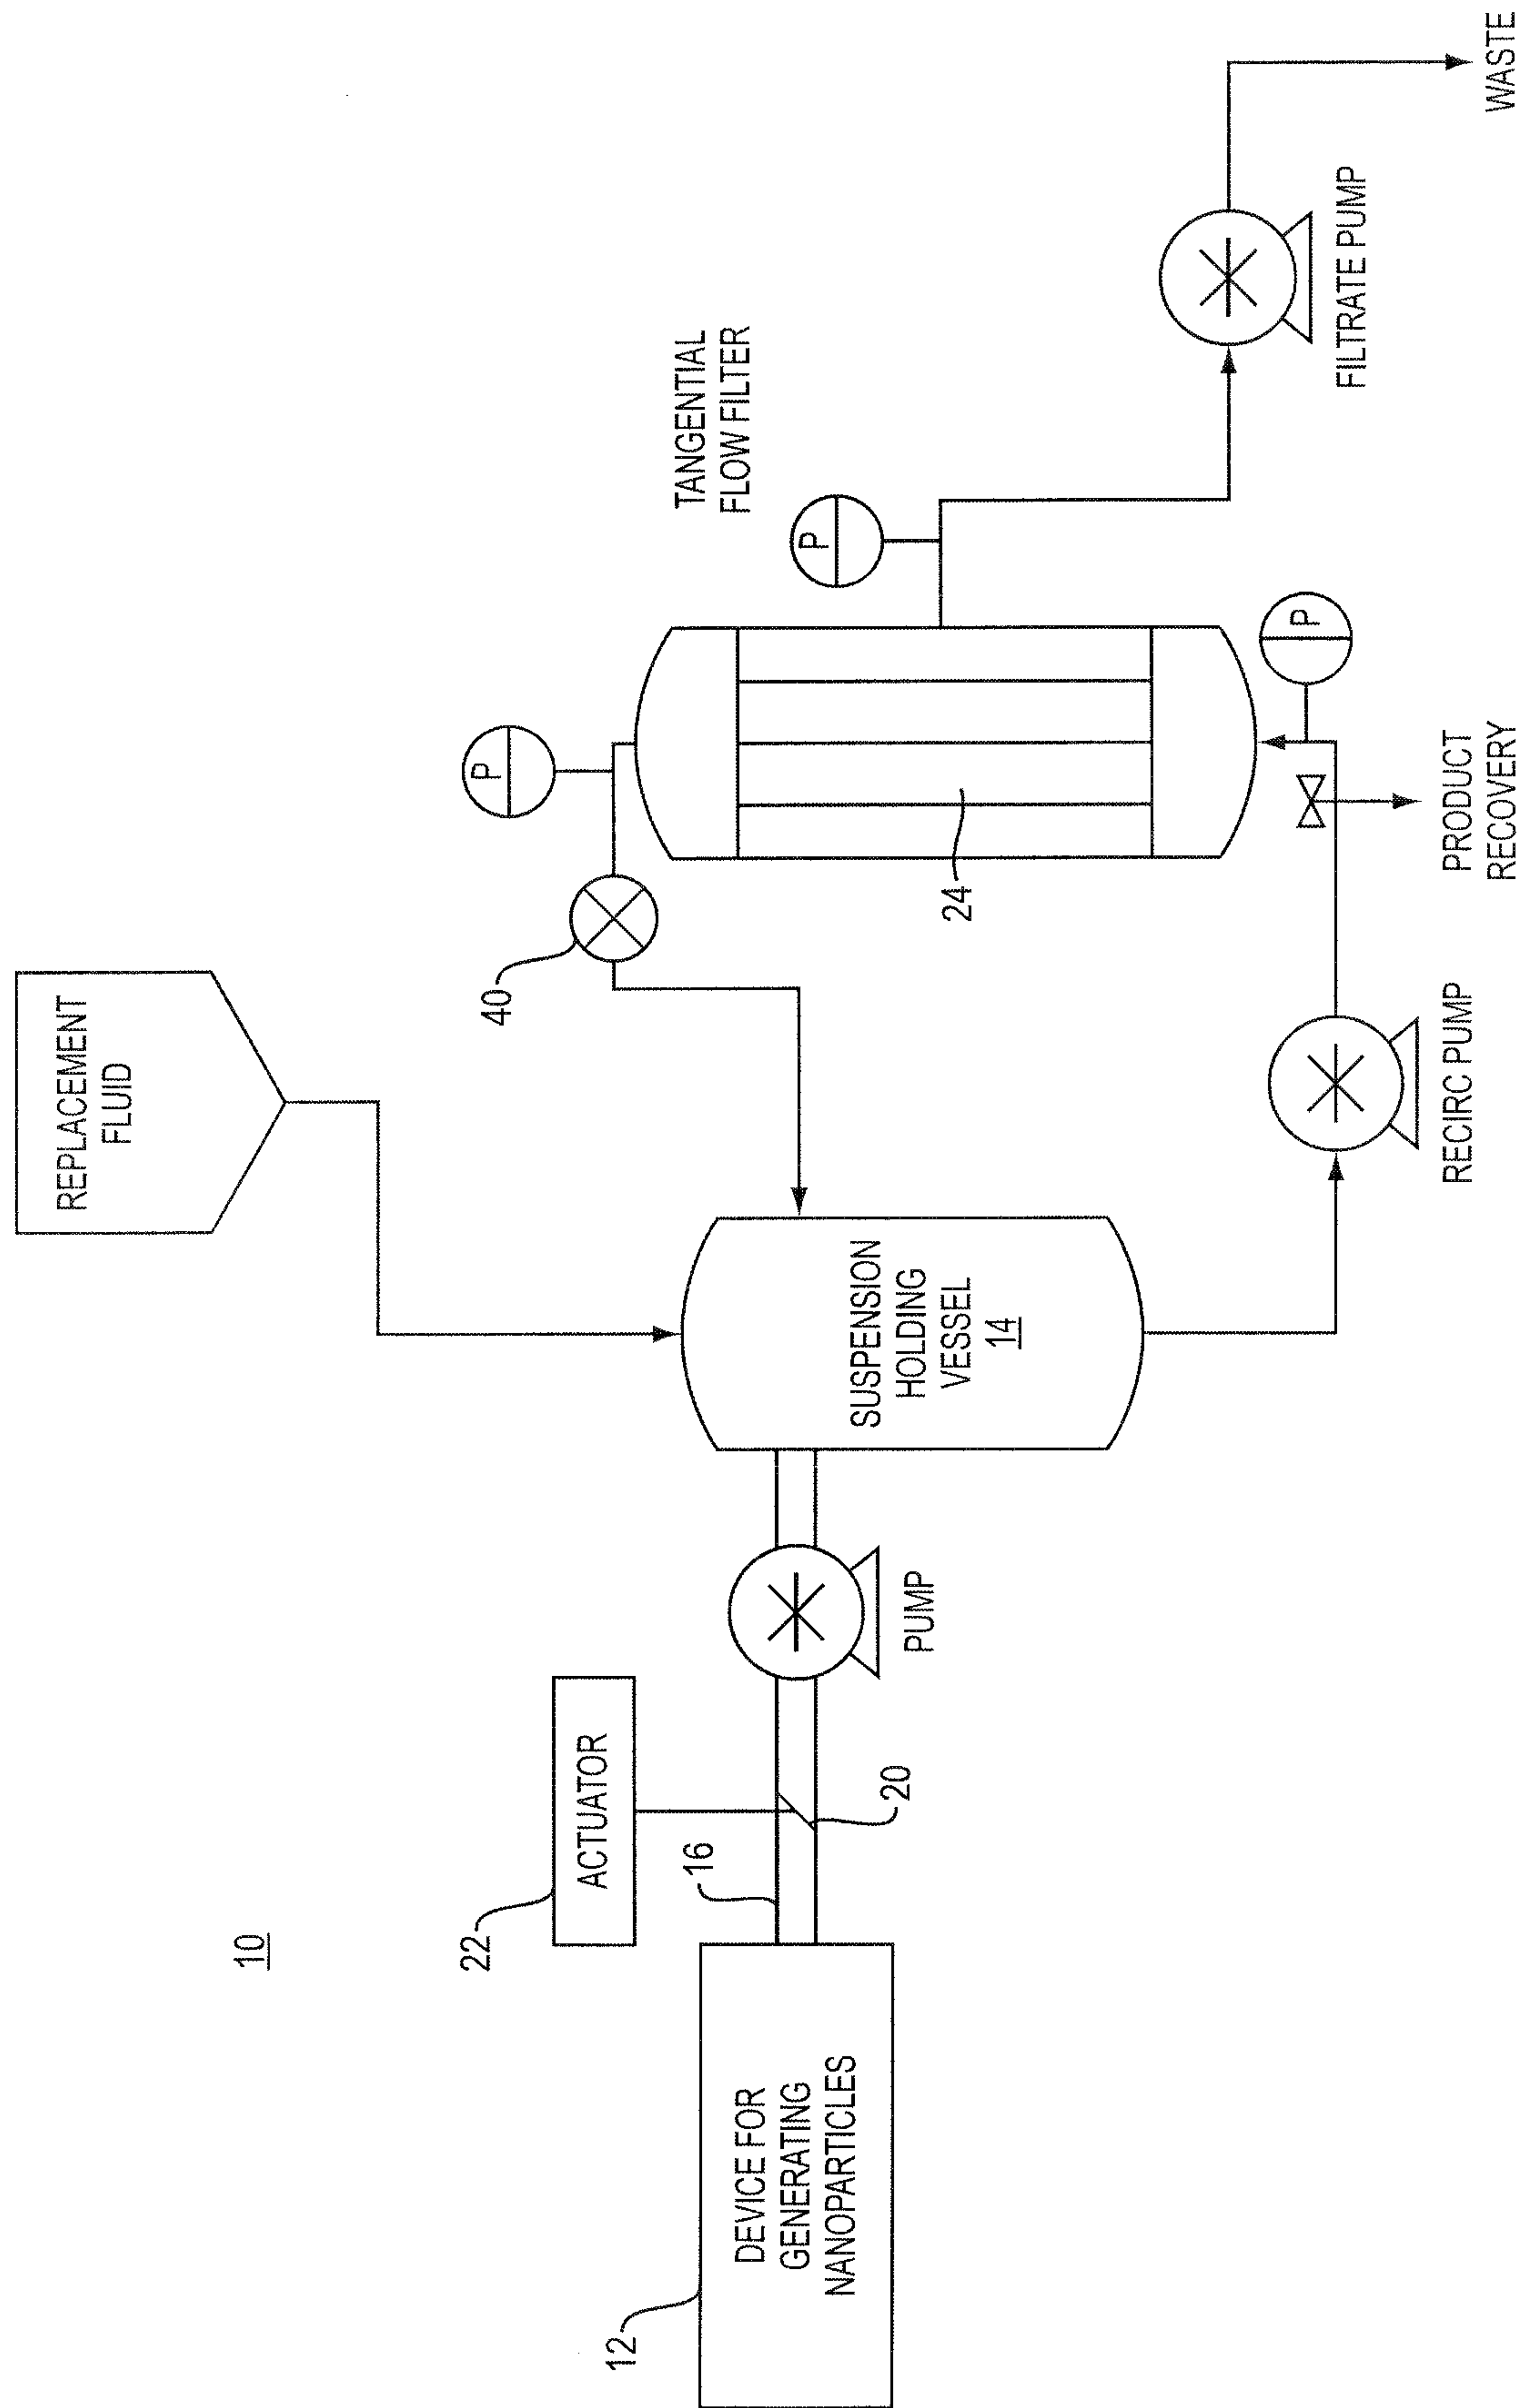 10
REPLACEMENT
FLUID
TANGENTIAL
FLOW FILTER
P
P
P
40
24
22
ACTUATOR
16
20
12
DEVICE FOR
GENERATING
NANOPARTICLES
PUMP
SUSPENSION
HOLDING
VESSEL
14
RECIRC PUMP
PRODUCT
RECOVERY
FILTRATE PUMP
WASTE